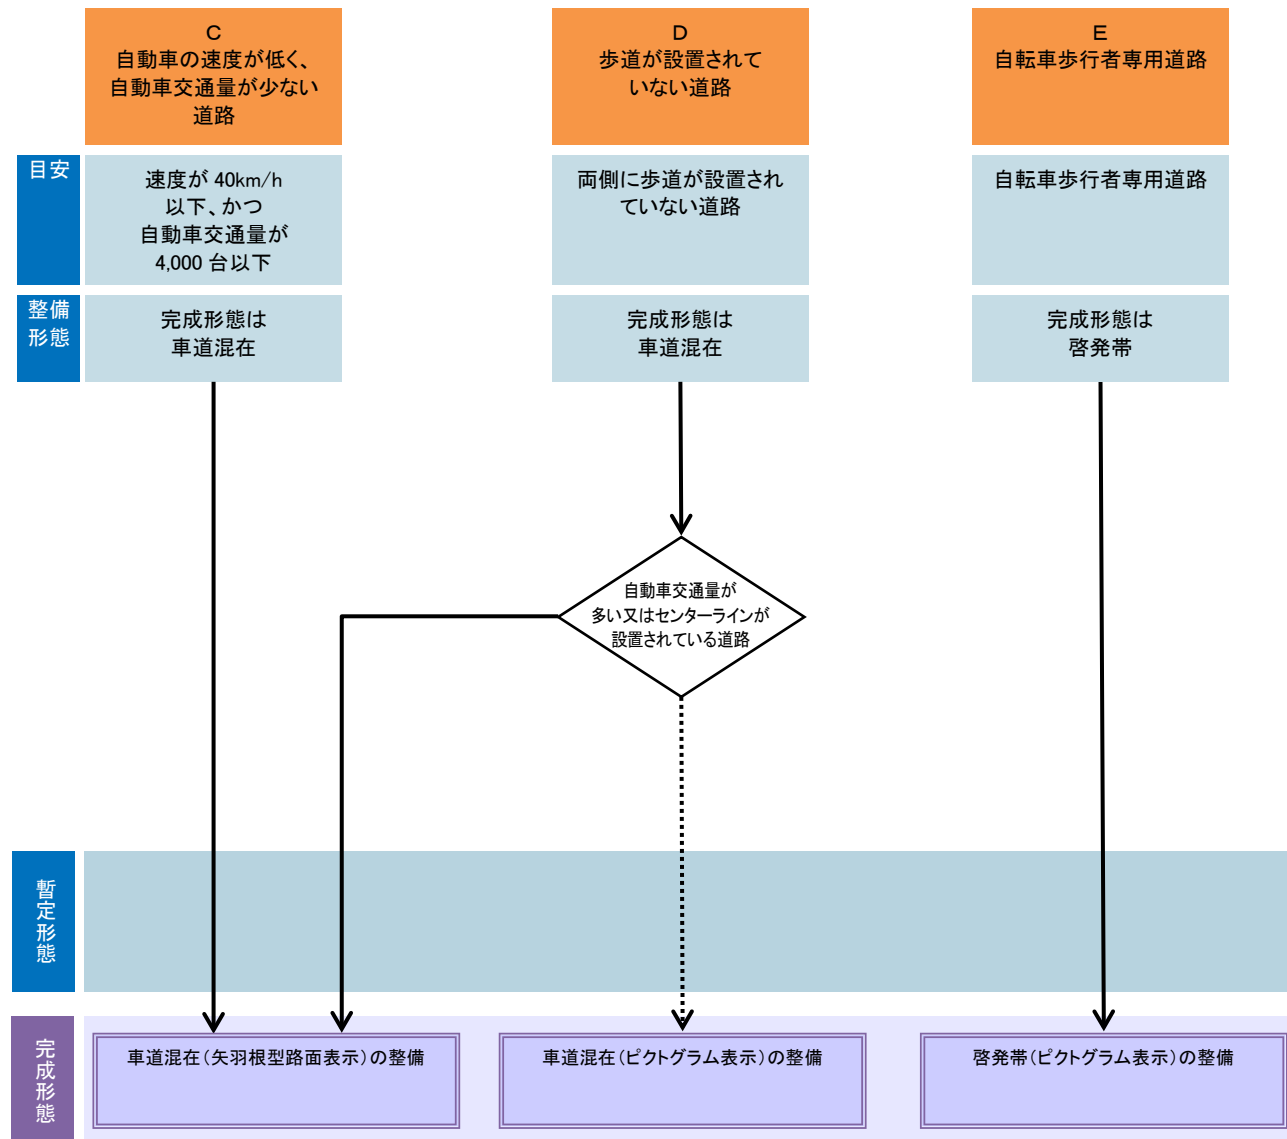 C
自動車の速度が低く、
自動車交通量が少ない
道路
D
歩道が設置されて
いない道路
E
自転車歩行者専用道路
目安
速度が 40km/h
以下、かつ
自動車交通量が
4,000 台以下
両側に歩道が設置され
ていない道路
自転車歩行者専用道路
整備
形態
完成形態は
車道混在
完成形態は
車道混在
完成形態は
啓発帯
自動車交通量が
多い又はセンターラインが
設置されている道路
暫定形態
完成形態
車道混在(矢羽根型路面表示)の整備
車道混在(ピクトグラム表示)の整備
啓発帯(ピクトグラム表示)の整備